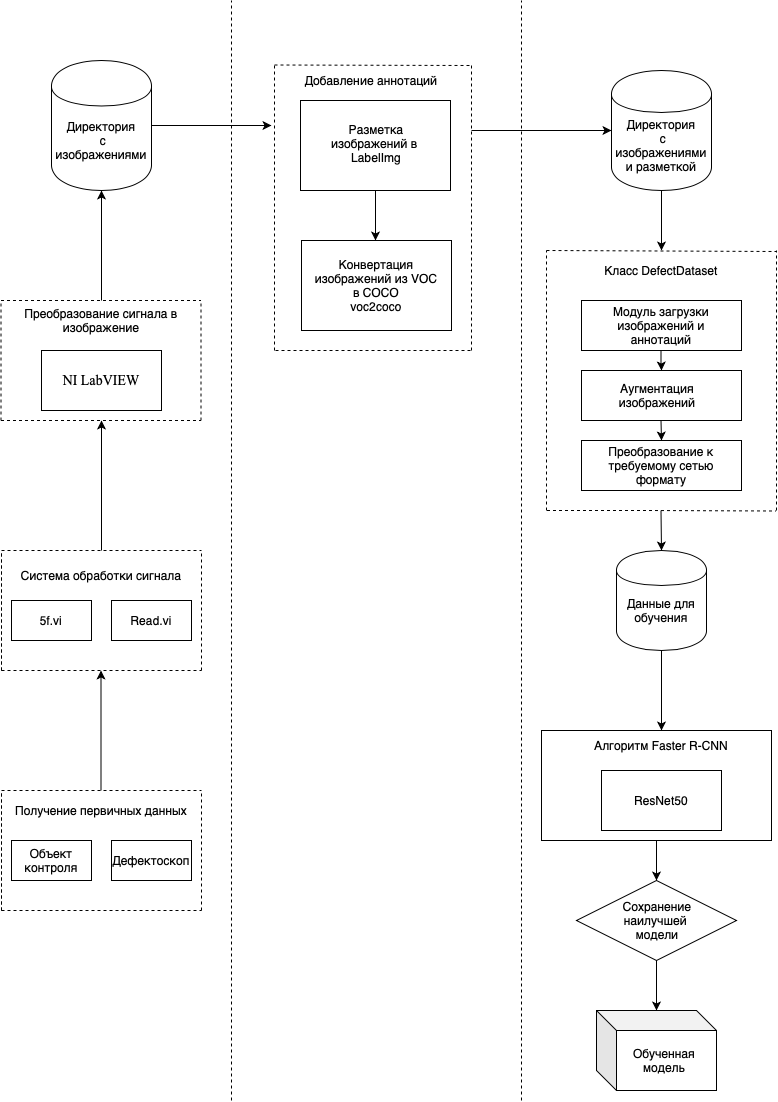 Директория
с
изображениями
Преобразование сигнала в
изображение
NI LabVIEW
Система обработки сигнала
5f.vi
Read.vi
Получение первичных данных
Объект
контроля
Дефектоскоп
Добавление аннотаций
Разметка
изображений в
LabelImg
Конвертация
изображений из VOC
в COCO
voc2coco
Директория
с
изображениями
и разметкой
Класс DefectDataset
Модуль загрузки
изображений и
аннотаций
Аугментация
изображений
Преобразование к
требуемому сетью
формату
Данные для
обучения
Алгоритм Faster R-CNN
ResNet50
Сохранение
наилучшей
модели
Обученная
модель